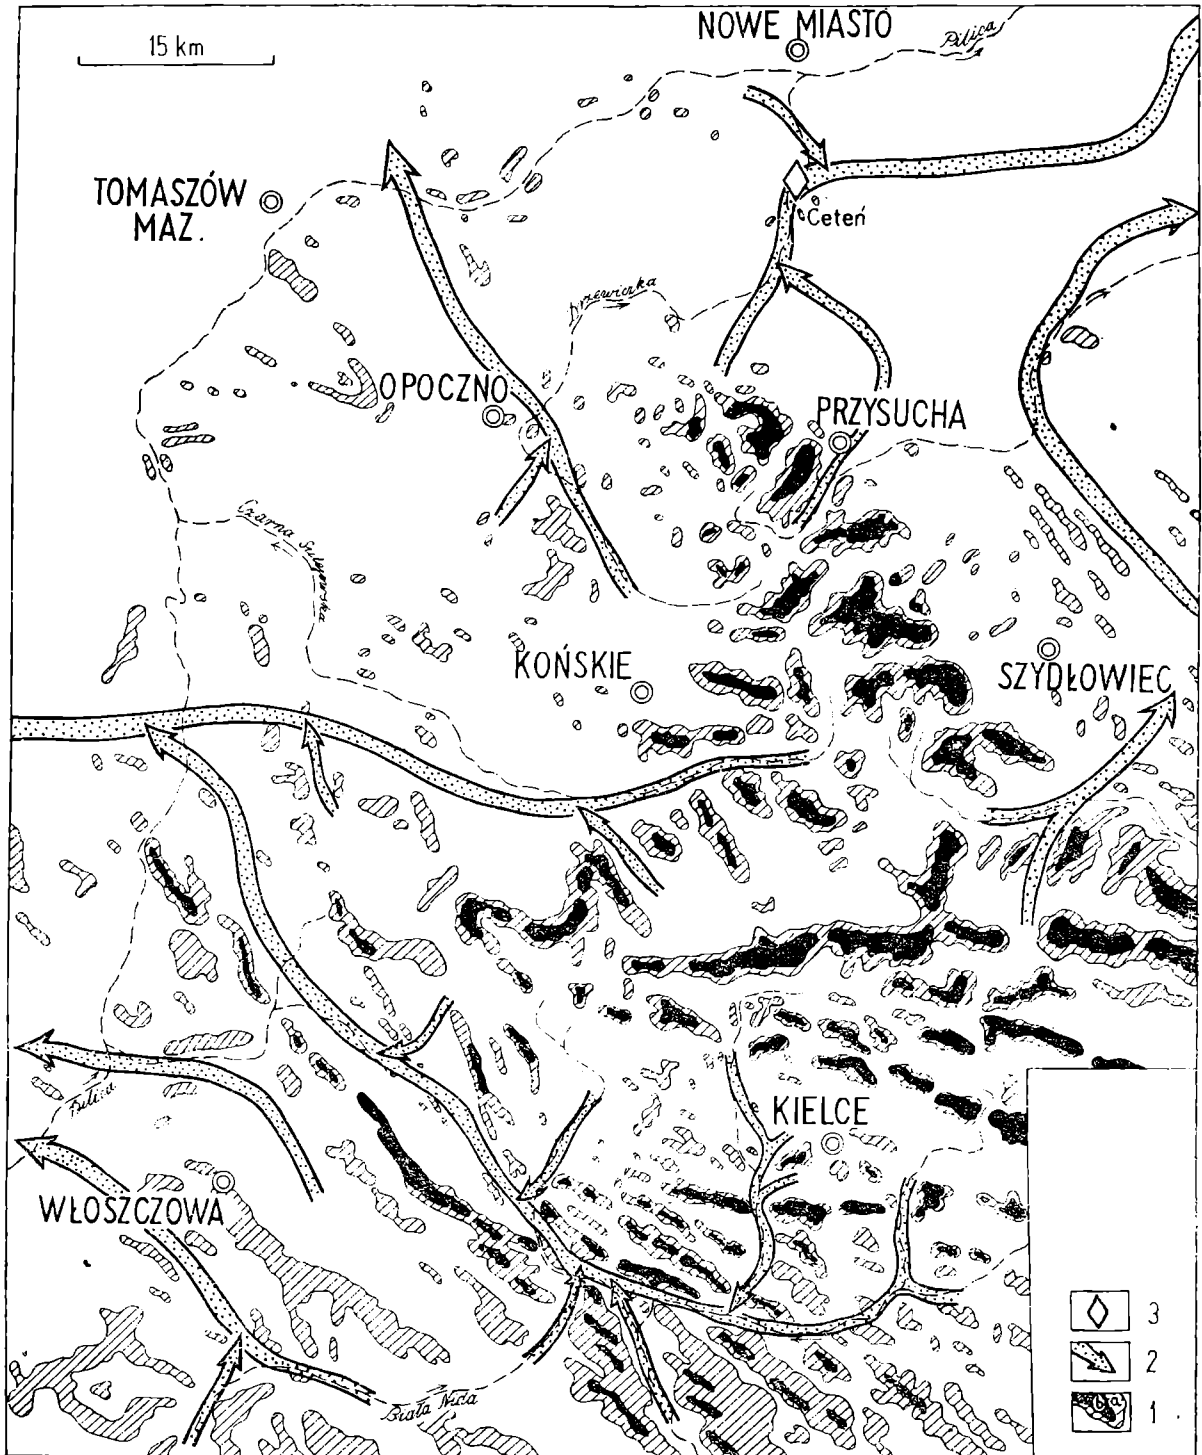 NOWE MIASTO
Pilica
15 km
TOMASZÓW
MAZ.
Ceteń
Drzewiczka
OPOCZNO
PRZYSUCHA
Czarna
KOŃSKIE
SZYDŁOWIEC
Pilica
KIELCE
WŁOSZCZOWA
Biała Nida
3
2
b a
1